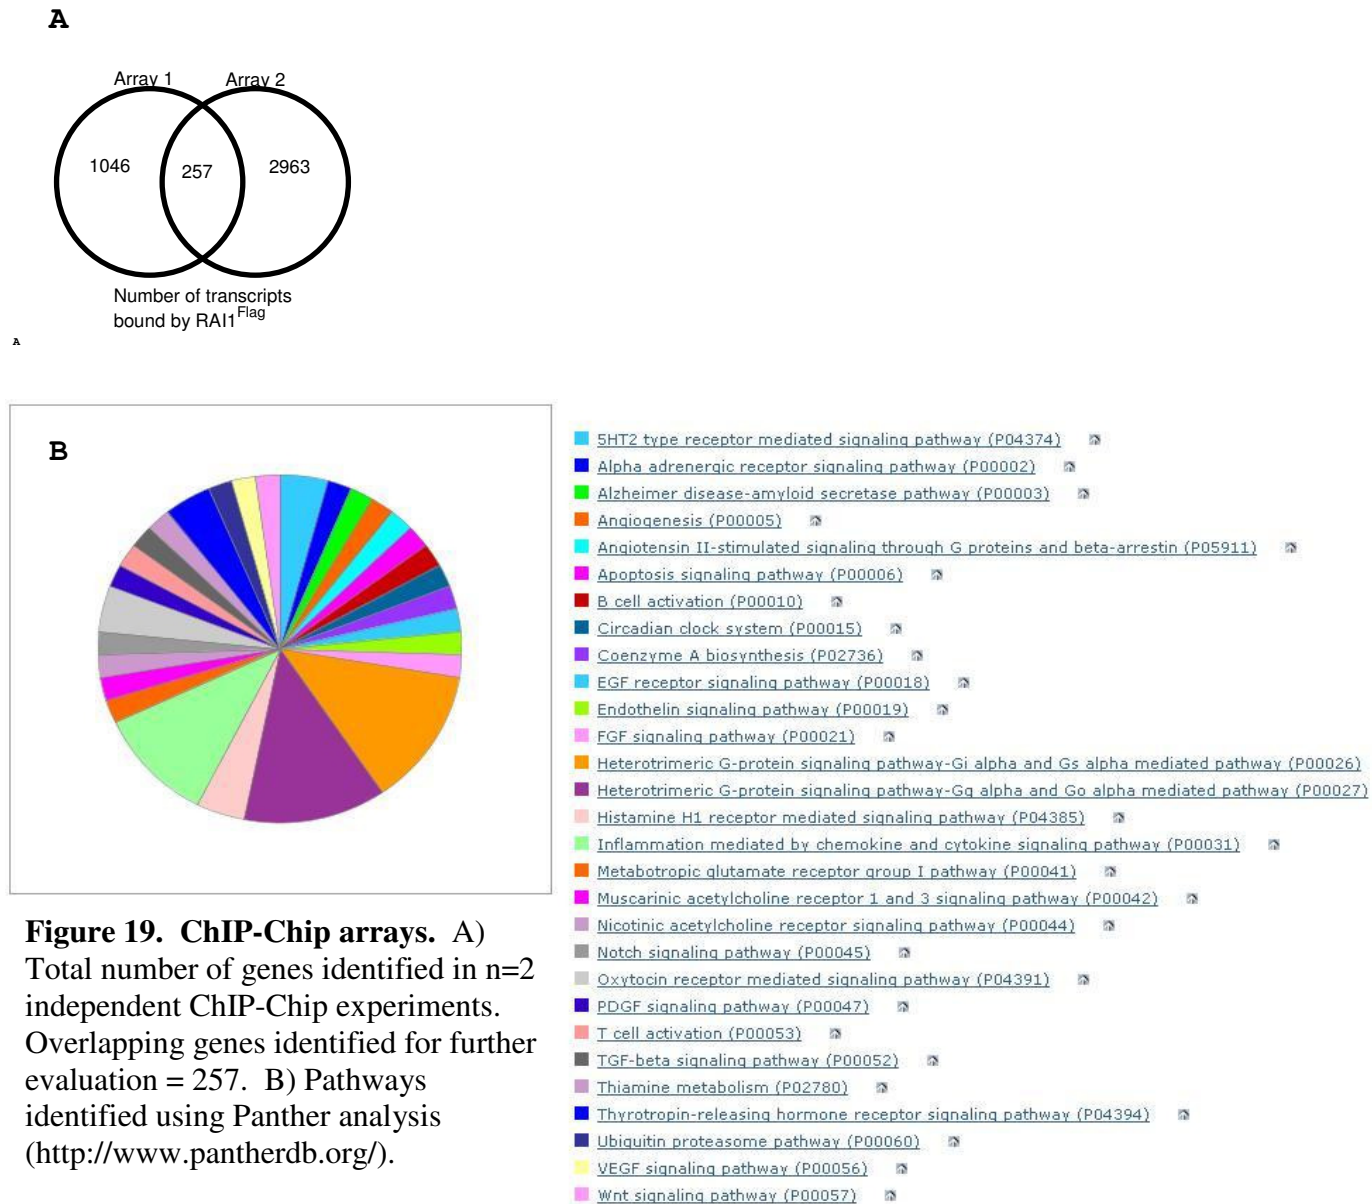 A
Array 1 Array 2
1046 257 2963
Number of transcripts
bound by RAI1Flag
A
B
5HT2 type receptor mediated signaling pathway (P04374)
Alpha adrenergic receptor signaling pathway (P00002)
Alzheimer disease-amyloid secretase pathway (P00003)
Angiogenesis (P00005)
Angiotensin II-stimulated signaling through G proteins and beta-arrestin (P05911)
Apoptosis signaling pathway (P00006)
B cell activation (P00010)
Circadian clock system (P00015)
Coenzyme A biosynthesis (P02736)
EGF receptor signaling pathway (P00018)
Endothelin signaling pathway (P00019)
FGF signaling pathway (P00021)
Heterotrimeric G-protein signaling pathway-Gi alpha and Gs alpha mediated pathway (P00026)
Heterotrimeric G-protein signaling pathway-Gq alpha and Go alpha mediated pathway (P00027)
Histamine H1 receptor mediated signaling pathway (P04385)
Inflammation mediated by chemokine and cytokine signaling pathway (P00031)
Metabotropic glutamate receptor group I pathway (P00041)
Muscarinic acetylcholine receptor 1 and 3 signaling pathway (P00042)
Nicotinic acetylcholine receptor signaling pathway (P00044)
Notch signaling pathway (P00045)
Oxytocin receptor mediated signaling pathway (P04391)
PDGF signaling pathway (P00047)
T cell activation (P00053)
TGF-beta signaling pathway (P00052)
Thiamine metabolism (P02780)
Thyrotropin-releasing hormone receptor signaling pathway (P04394)
Ubiquitin proteasome pathway (P00060)
VEGF signaling pathway (P00056)
Wnt signaling pathway (P00057)
Figure 19. ChIP-Chip arrays. A)
Total number of genes identified in n=2
independent ChIP-Chip experiments.
Overlapping genes identified for further
evaluation = 257. B) Pathways
identified using Panther analysis
(http://www.pantherdb.org/).